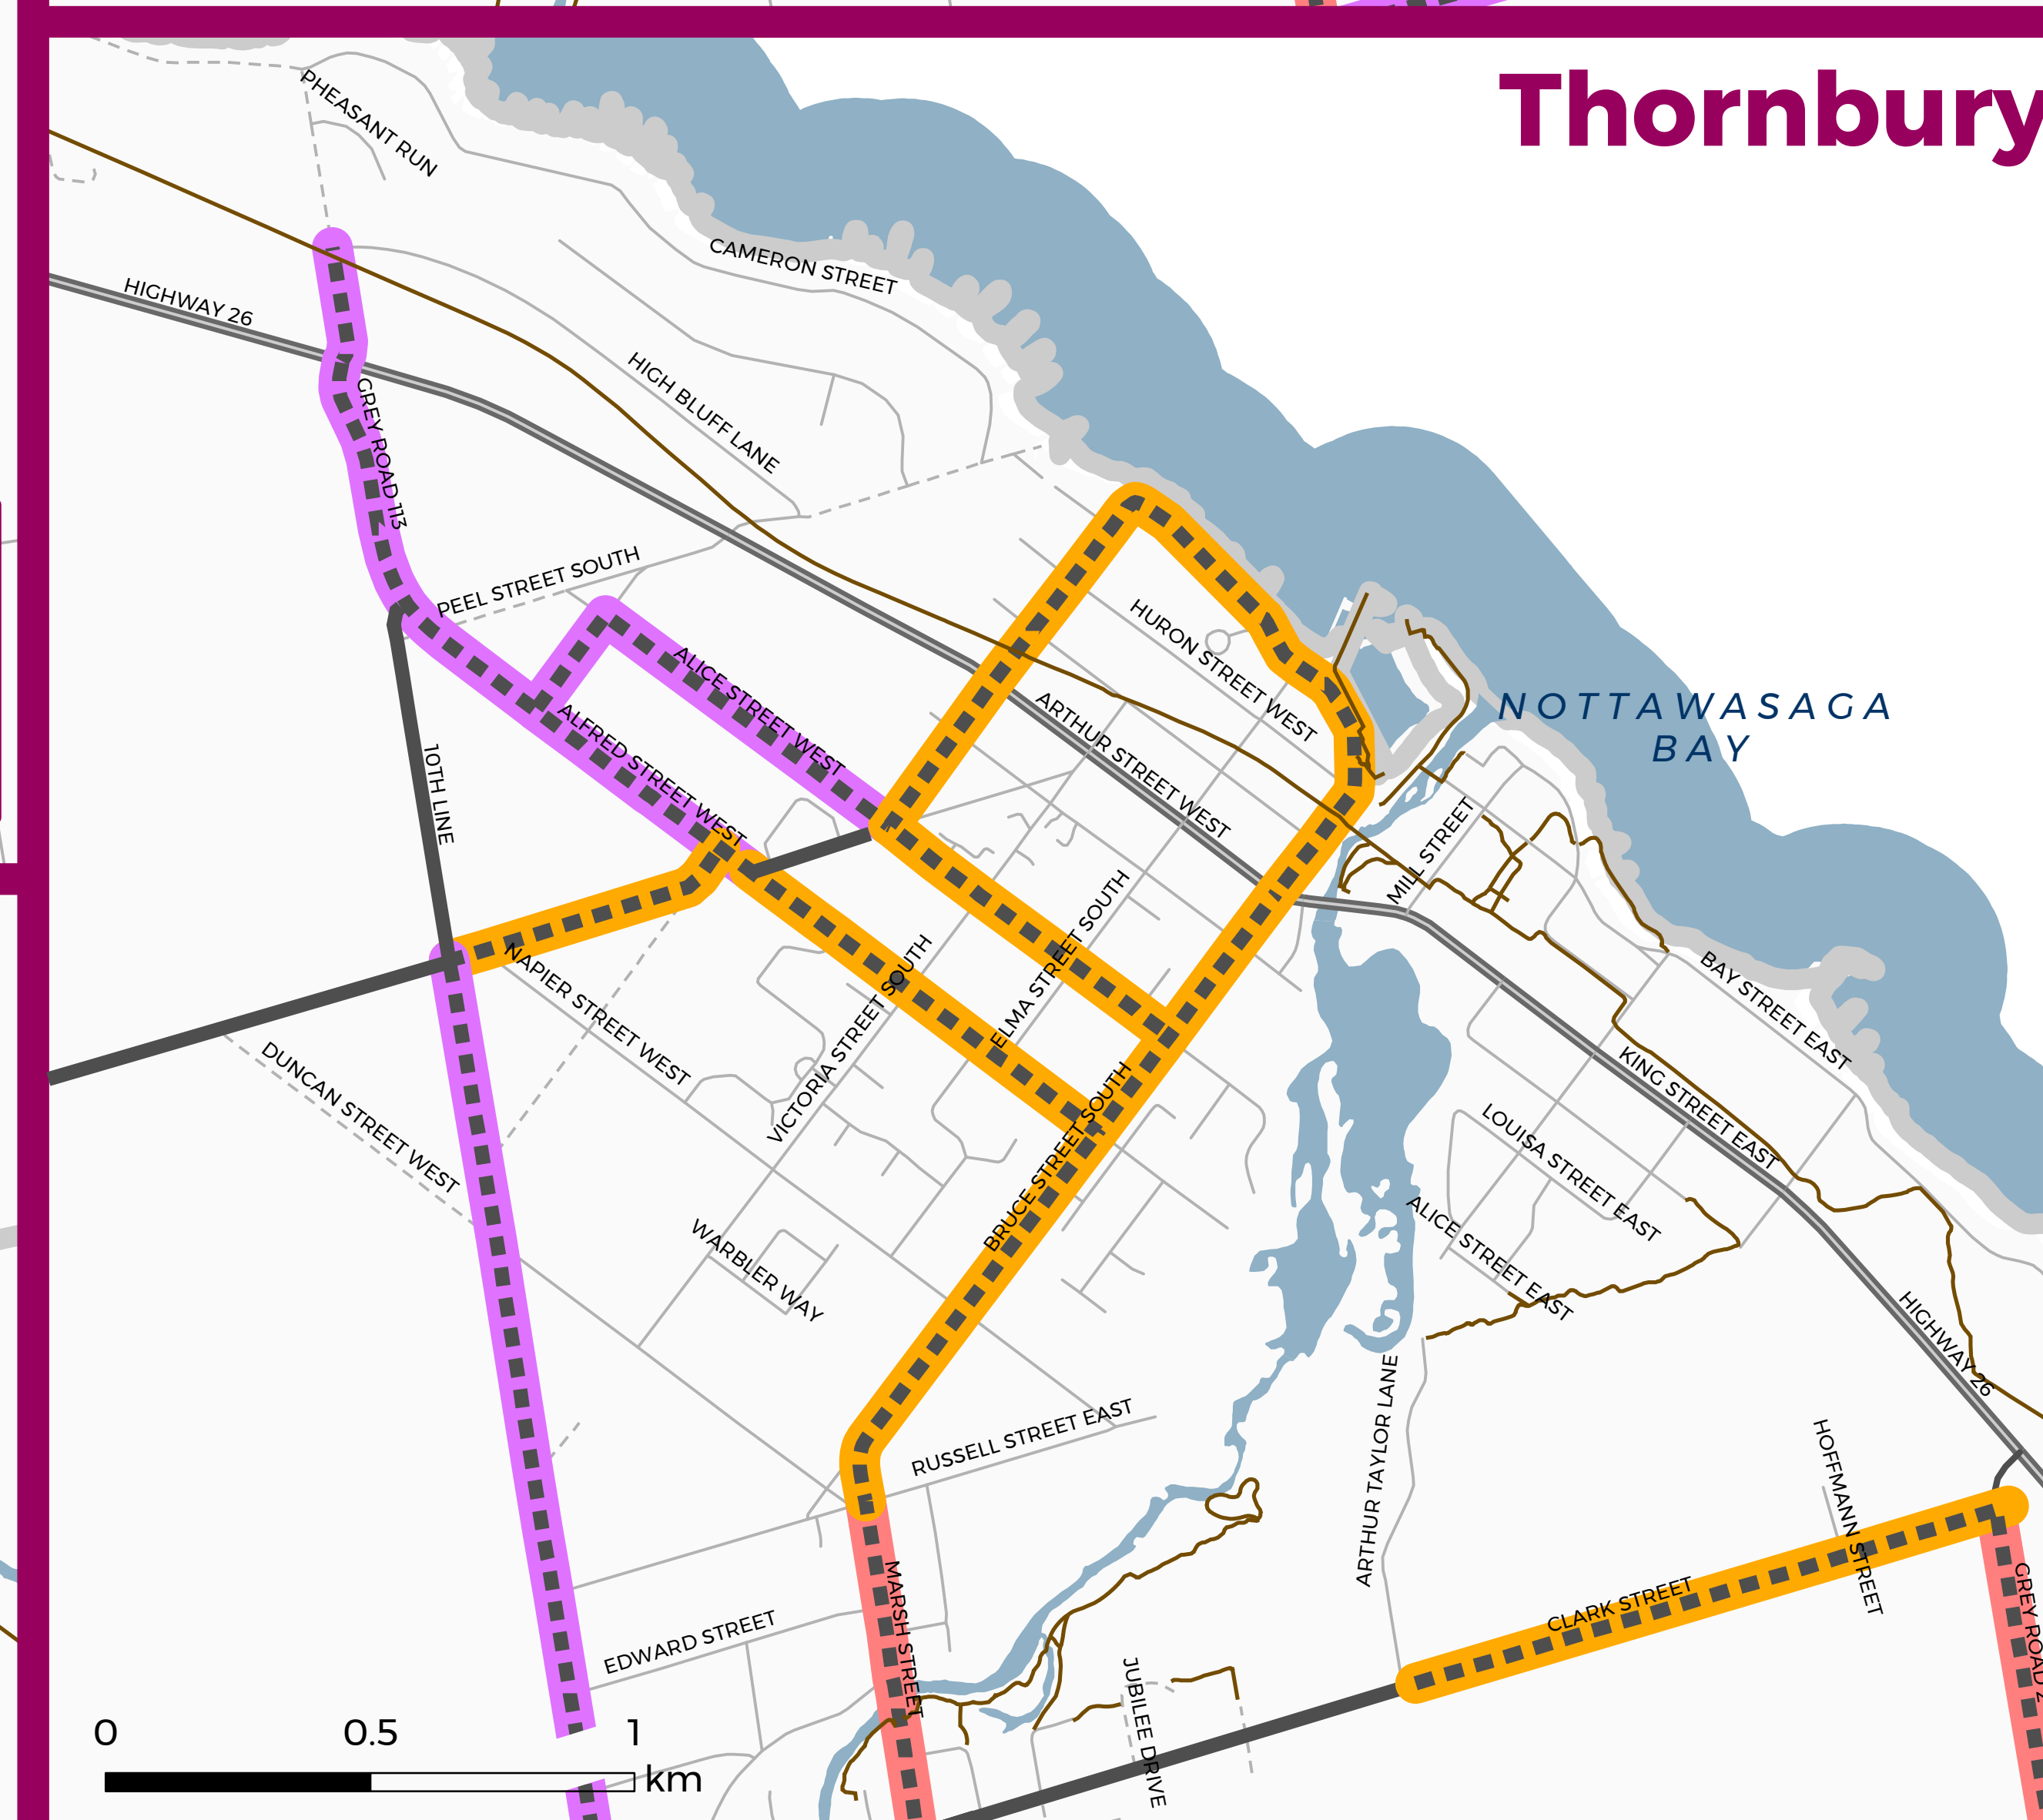 Thornbury
PHEASANT RUN
CAMERON STREET
HIGHWAY 26
HIGH BLUFF LANE
GREY ROAD 113
PEEL STREET SOUTH
HURON STREET WEST
ALICE STREET WEST
ARTHUR STREET WEST
NOTTAWASAGA
BAY
ALFRED STREET WEST
10TH LINE
MILL STREET
NAPIER STREET WEST
VICTORIA STREET SOUTH
ELMA STREET SOUTH
BAY STREET EAST
DUNCAN STREET WEST
KING STREET EAST
BRUCE STREET SOUTH
LOUISA STREET EAST
ALICE STREET EAST
WARBLER WAY
HIGHWAY 26
RUSSELL STREET EAST
ARTHUR TAYLOR LANE
HOFFMANN STREET
CLARK STREET
MARSH STREET
GREY ROAD 2
EDWARD STREET
JUBILEE DRIVE
0 0.5 1
km